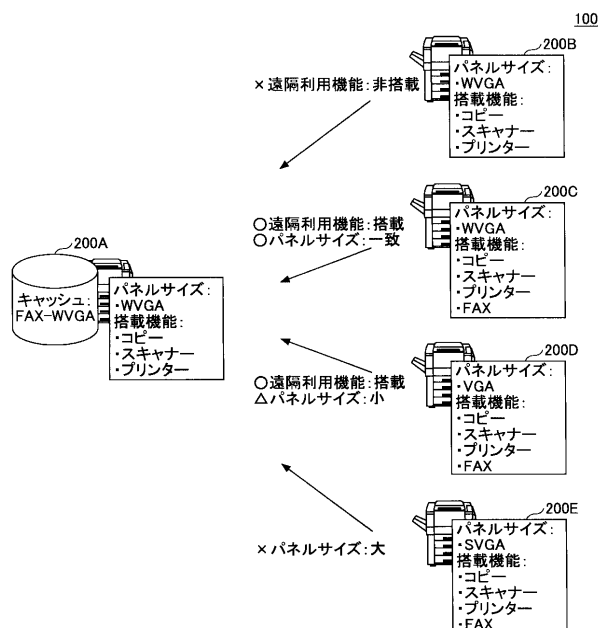 100
200B
パネルサイズ:
・WVGA
搭載機能:
・コピー
・スキャナー
・プリンター
×遠隔利用機能:非搭載
200C
パネルサイズ:
・WVGA
搭載機能:
・コピー
・スキャナー
・プリンター
・FAX
○遠隔利用機能:搭載
○パネルサイズ:一致
200A
キャッシュ:
FAX-WVGA
パネルサイズ:
・WVGA
搭載機能:
・コピー
・スキャナー
・プリンター
200D
パネルサイズ:
・VGA
搭載機能:
・コピー
・スキャナー
・プリンター
・FAX
○遠隔利用機能:搭載
△パネルサイズ:小
200E
パネルサイズ:
・SVGA
搭載機能:
・コピー
・スキャナー
・プリンター
・FAX
×パネルサイズ:大